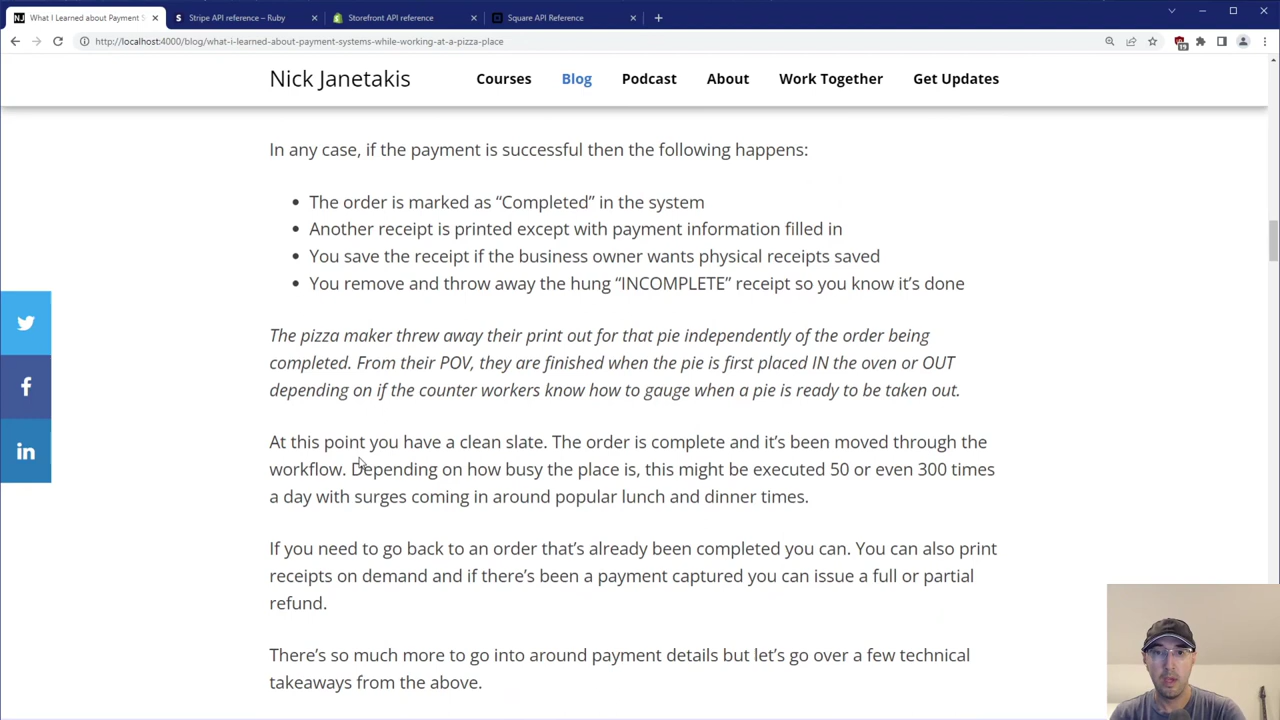 What I Learned about Payment S
Stripe API reference – Ruby
Storefront API reference
Square API Reference
http://localhost:4000/blog/what-i-learned-about-payment-systems-while-working-at-a-pizza-place
19
Nick Janetakis
Courses
Blog
Podcast
About
Work Together
Get Updates
In any case, if the payment is successful then the following happens:
The order is marked as “Completed” in the system
Another receipt is printed except with payment information filled in
You save the receipt if the business owner wants physical receipts saved
You remove and throw away the hung “INCOMPLETE” receipt so you know it’s done
The pizza maker threw away their print out for that pie independently of the order being
completed. From their POV, they are finished when the pie is first placed IN the oven or OUT
depending on if the counter workers know how to gauge when a pie is ready to be taken out.
At this point you have a clean slate. The order is complete and it’s been moved through the
workflow. Depending on how busy the place is, this might be executed 50 or even 300 times
a day with surges coming in around popular lunch and dinner times.
If you need to go back to an order that’s already been completed you can. You can also print
receipts on demand and if there’s been a payment captured you can issue a full or partial
refund.
There’s so much more to go into around payment details but let’s go over a few technical
takeaways from the above.